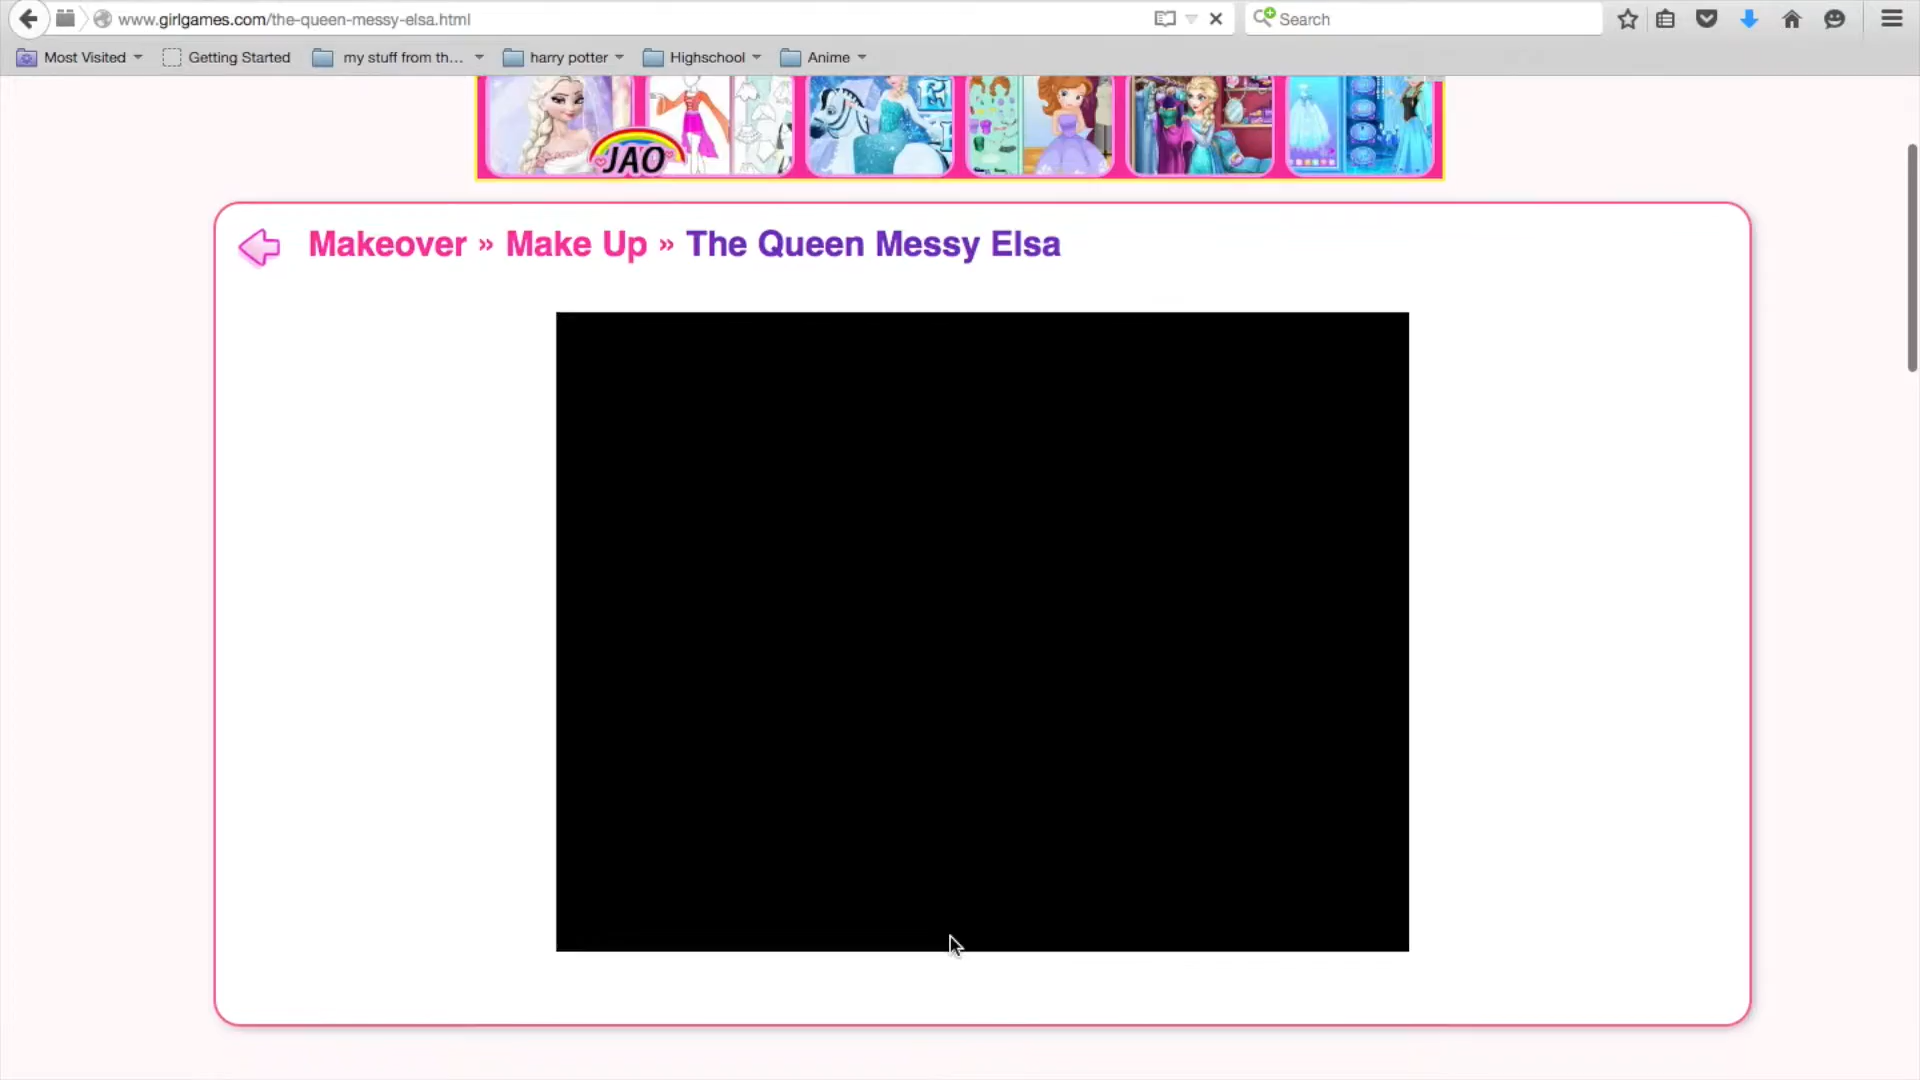 www.girlgames.com/the-queen-messy-elsa.html
Search
Most Visited
Getting Started
my stuff from th...
harry potter
Highschool
Anime
JAO
Makeover » Make Up » The Queen Messy Elsa